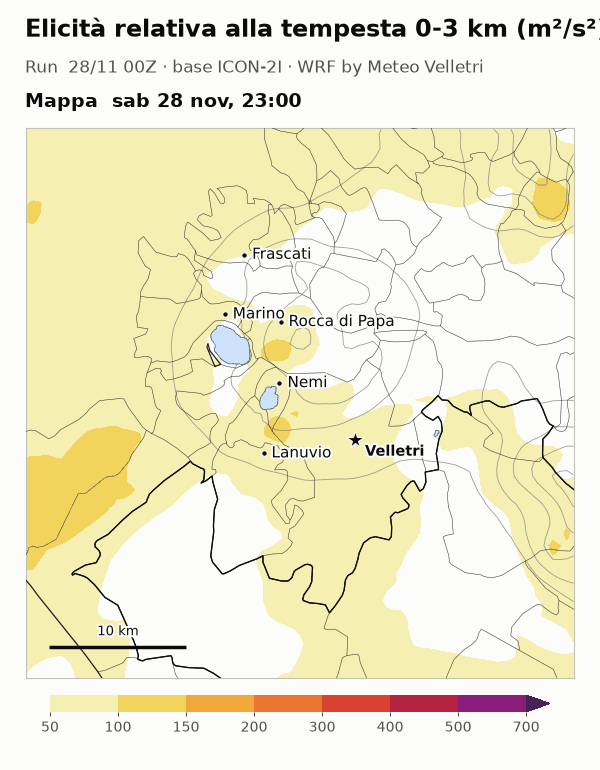 Elicità relativa alla tempesta 0-3 km (m²/s²)
Run  28/11 00Z · base ICON-2I · WRF by Meteo Velletri
Mappa  sab 28 nov, 23:00
Frascati
Marino
Rocca di Papa
Nemi
Velletri
Lanuvio
10 km
50 100 150 200 300 400 500 700